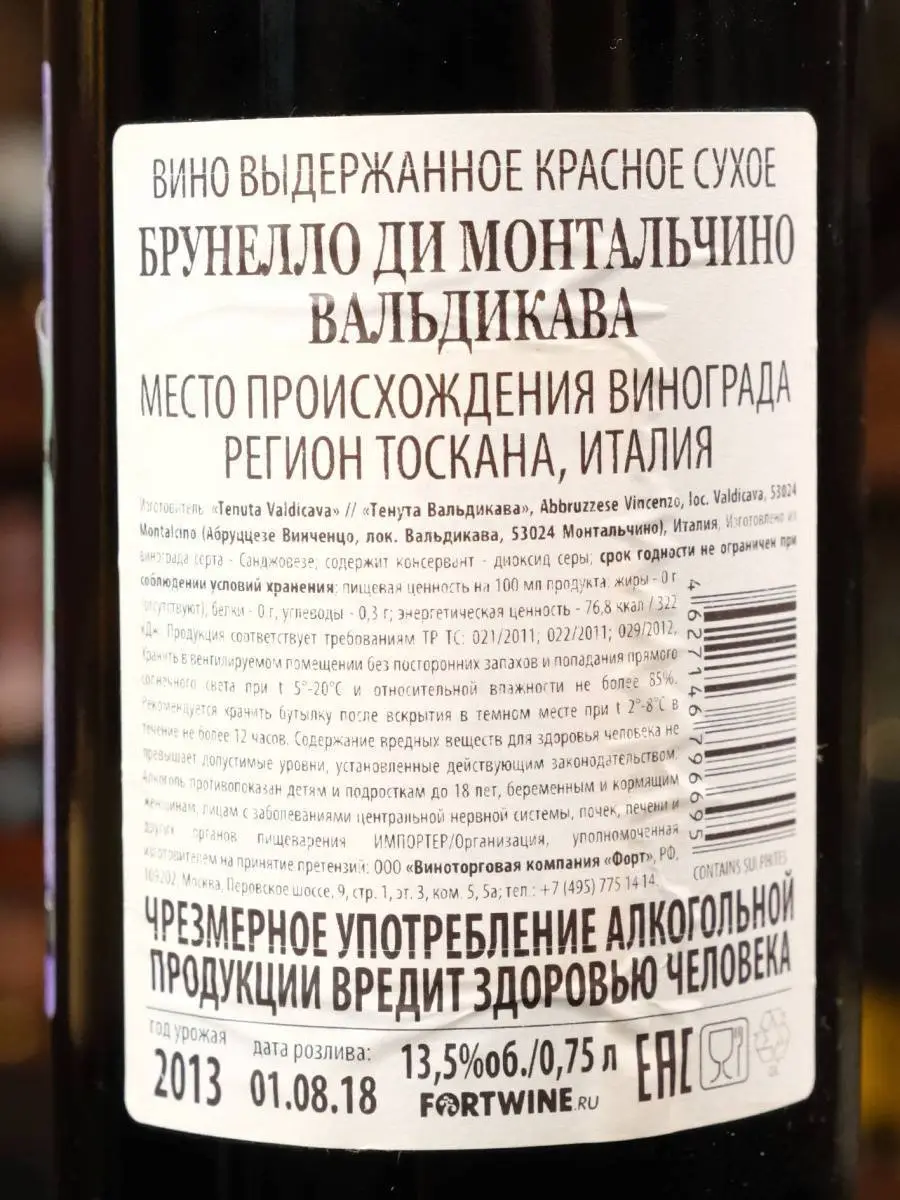 ВИНО ВЫДЕРЖАННОЕ КРАСНОЕ СУХОЕ
БРУНЕЛЛО ДИ МОНТАЛЬЧИНО
ВАЛЬДИКАВА
МЕСТО ПРОИСХОЖДЕНИЯ ВИНОГРАДА
РЕГИОН ТОСКАНА, ИТАЛИЯ
Изготовитель «Tenuta Valdicava» // «Тенута Вальдикава», Abbruzzese Vincenzo, loc. Valdicava, 53024
Montalcino (Абруццезе Винченцо, лок. Вальдикава, 53024 Монтальчино), Италия, Изготовлено из
винограда сорта - Санджовезе; содержит консервант - диоксид серы; срок годности не ограничен при
соблюдении условий хранения; пищевая ценность на 100 мл продукта: жиры - 0 г
(отсутствуют), белки - 0 г, углеводы - 0,3 г; энергетическая ценность - 76,8 ккал / 322
кДж. Продукция соответствует требованиям ТР ТС: 021/2011; 022/2011; 029/2012,
Хранить в вентилируемом помещении без посторонних запахов и попадания прямого
солнечного света при t 5°-20°C и относительной влажности не более 85%.
Рекомендуется хранить бутылку после вскрытия в темном месте при t 2°-8°C в
течение не более 12 часов. Содержание вредных веществ для здоровья человека не
превышает допустимые уровни, установленные действующим законодательством.
Алкоголь противопоказан детям и подросткам до 18 лет, беременным и кормящим
женщинам, лицам с заболеваниями центральной нервной системы, почек, печени и
других органов пищеварения ИМПОРТЕР/Организация, уполномоченная
изготовителем на принятие претензий: ООО «Виноторговая компания «Форт», РФ,
109202, Москва, Перовское шоссе, 9, стр. 1, эт. 3, ком. 5, 5а; тел.: +7 (495) 775 14 14
4 627146 796695
CONTAINS SULPHITES
ЧРЕЗМЕРНОЕ УПОТРЕБЛЕНИЕ АЛКОГОЛЬНОЙ
ПРОДУКЦИИ ВРЕДИТ ЗДОРОВЬЮ ЧЕЛОВЕКА
год урожая
2013
дата розлива:
01.08.18
13,5%об./0,75 л
FORTWINE.RU
EAC